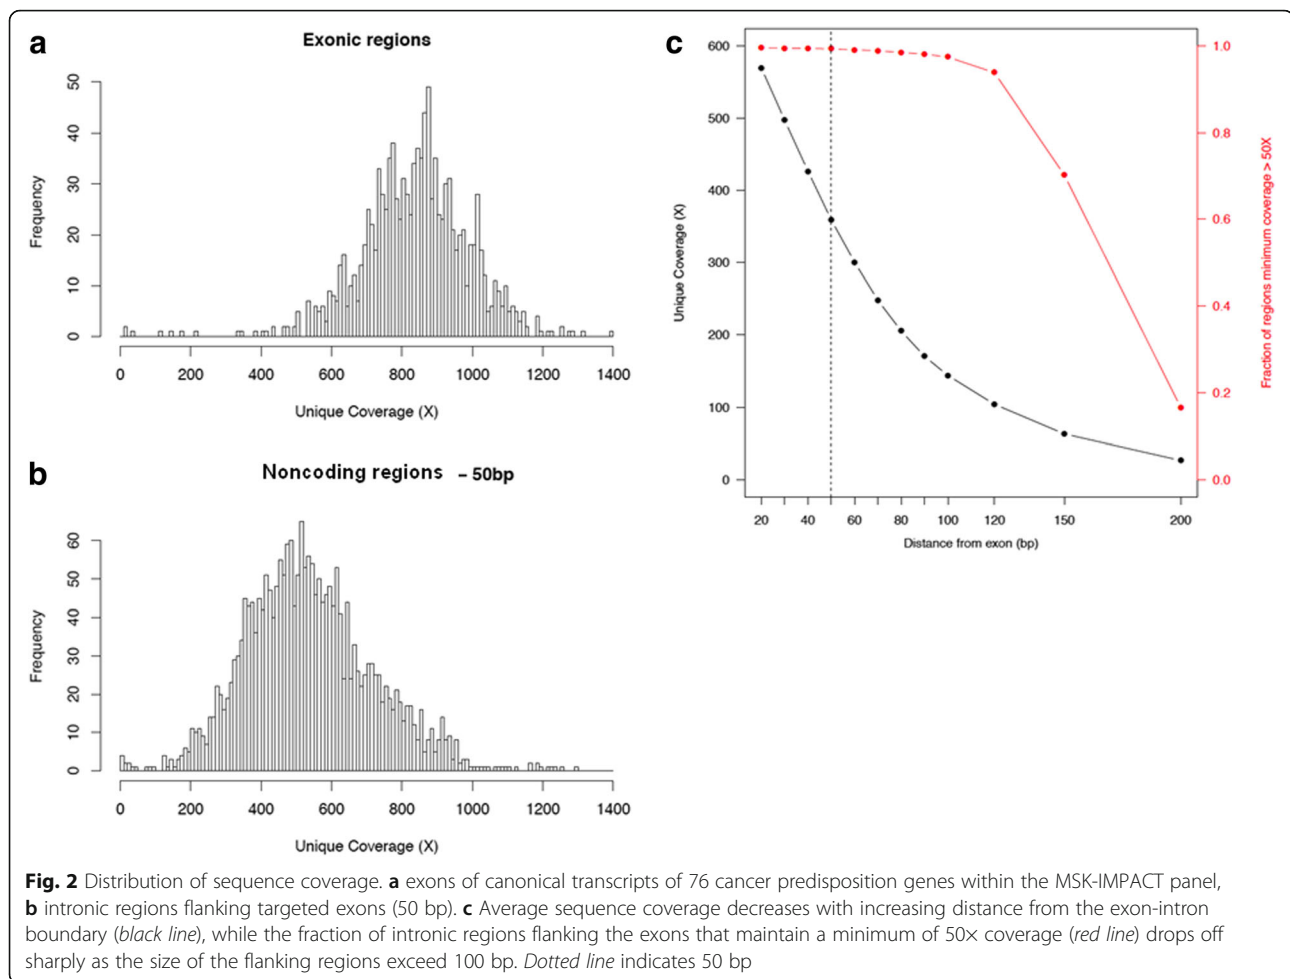 a
Exonic regions
50
40
30
20
10
0
Frequency
0 200 400 600 800 1000 1200 1400
Unique Coverage (X)
b
Noncoding regions – 50bp
60
50
40
30
20
10
0
Frequency
0 200 400 600 800 1000 1200 1400
Unique Coverage (X)
c
600
500
400
300
200
100
0
Unique Coverage (X)
1.0
0.8
0.6
0.4
0.2
0.0
Fraction of regions minimum coverage > 50X
20 40 60 80 100 120 150 200
Distance from exon (bp)
Fig. 2 Distribution of sequence coverage. a exons of canonical transcripts of 76 cancer predisposition genes within the MSK-IMPACT panel,
b intronic regions flanking targeted exons (50 bp). c Average sequence coverage decreases with increasing distance from the exon-intron
boundary (black line), while the fraction of intronic regions flanking the exons that maintain a minimum of 50× coverage (red line) drops off
sharply as the size of the flanking regions exceed 100 bp. Dotted line indicates 50 bp